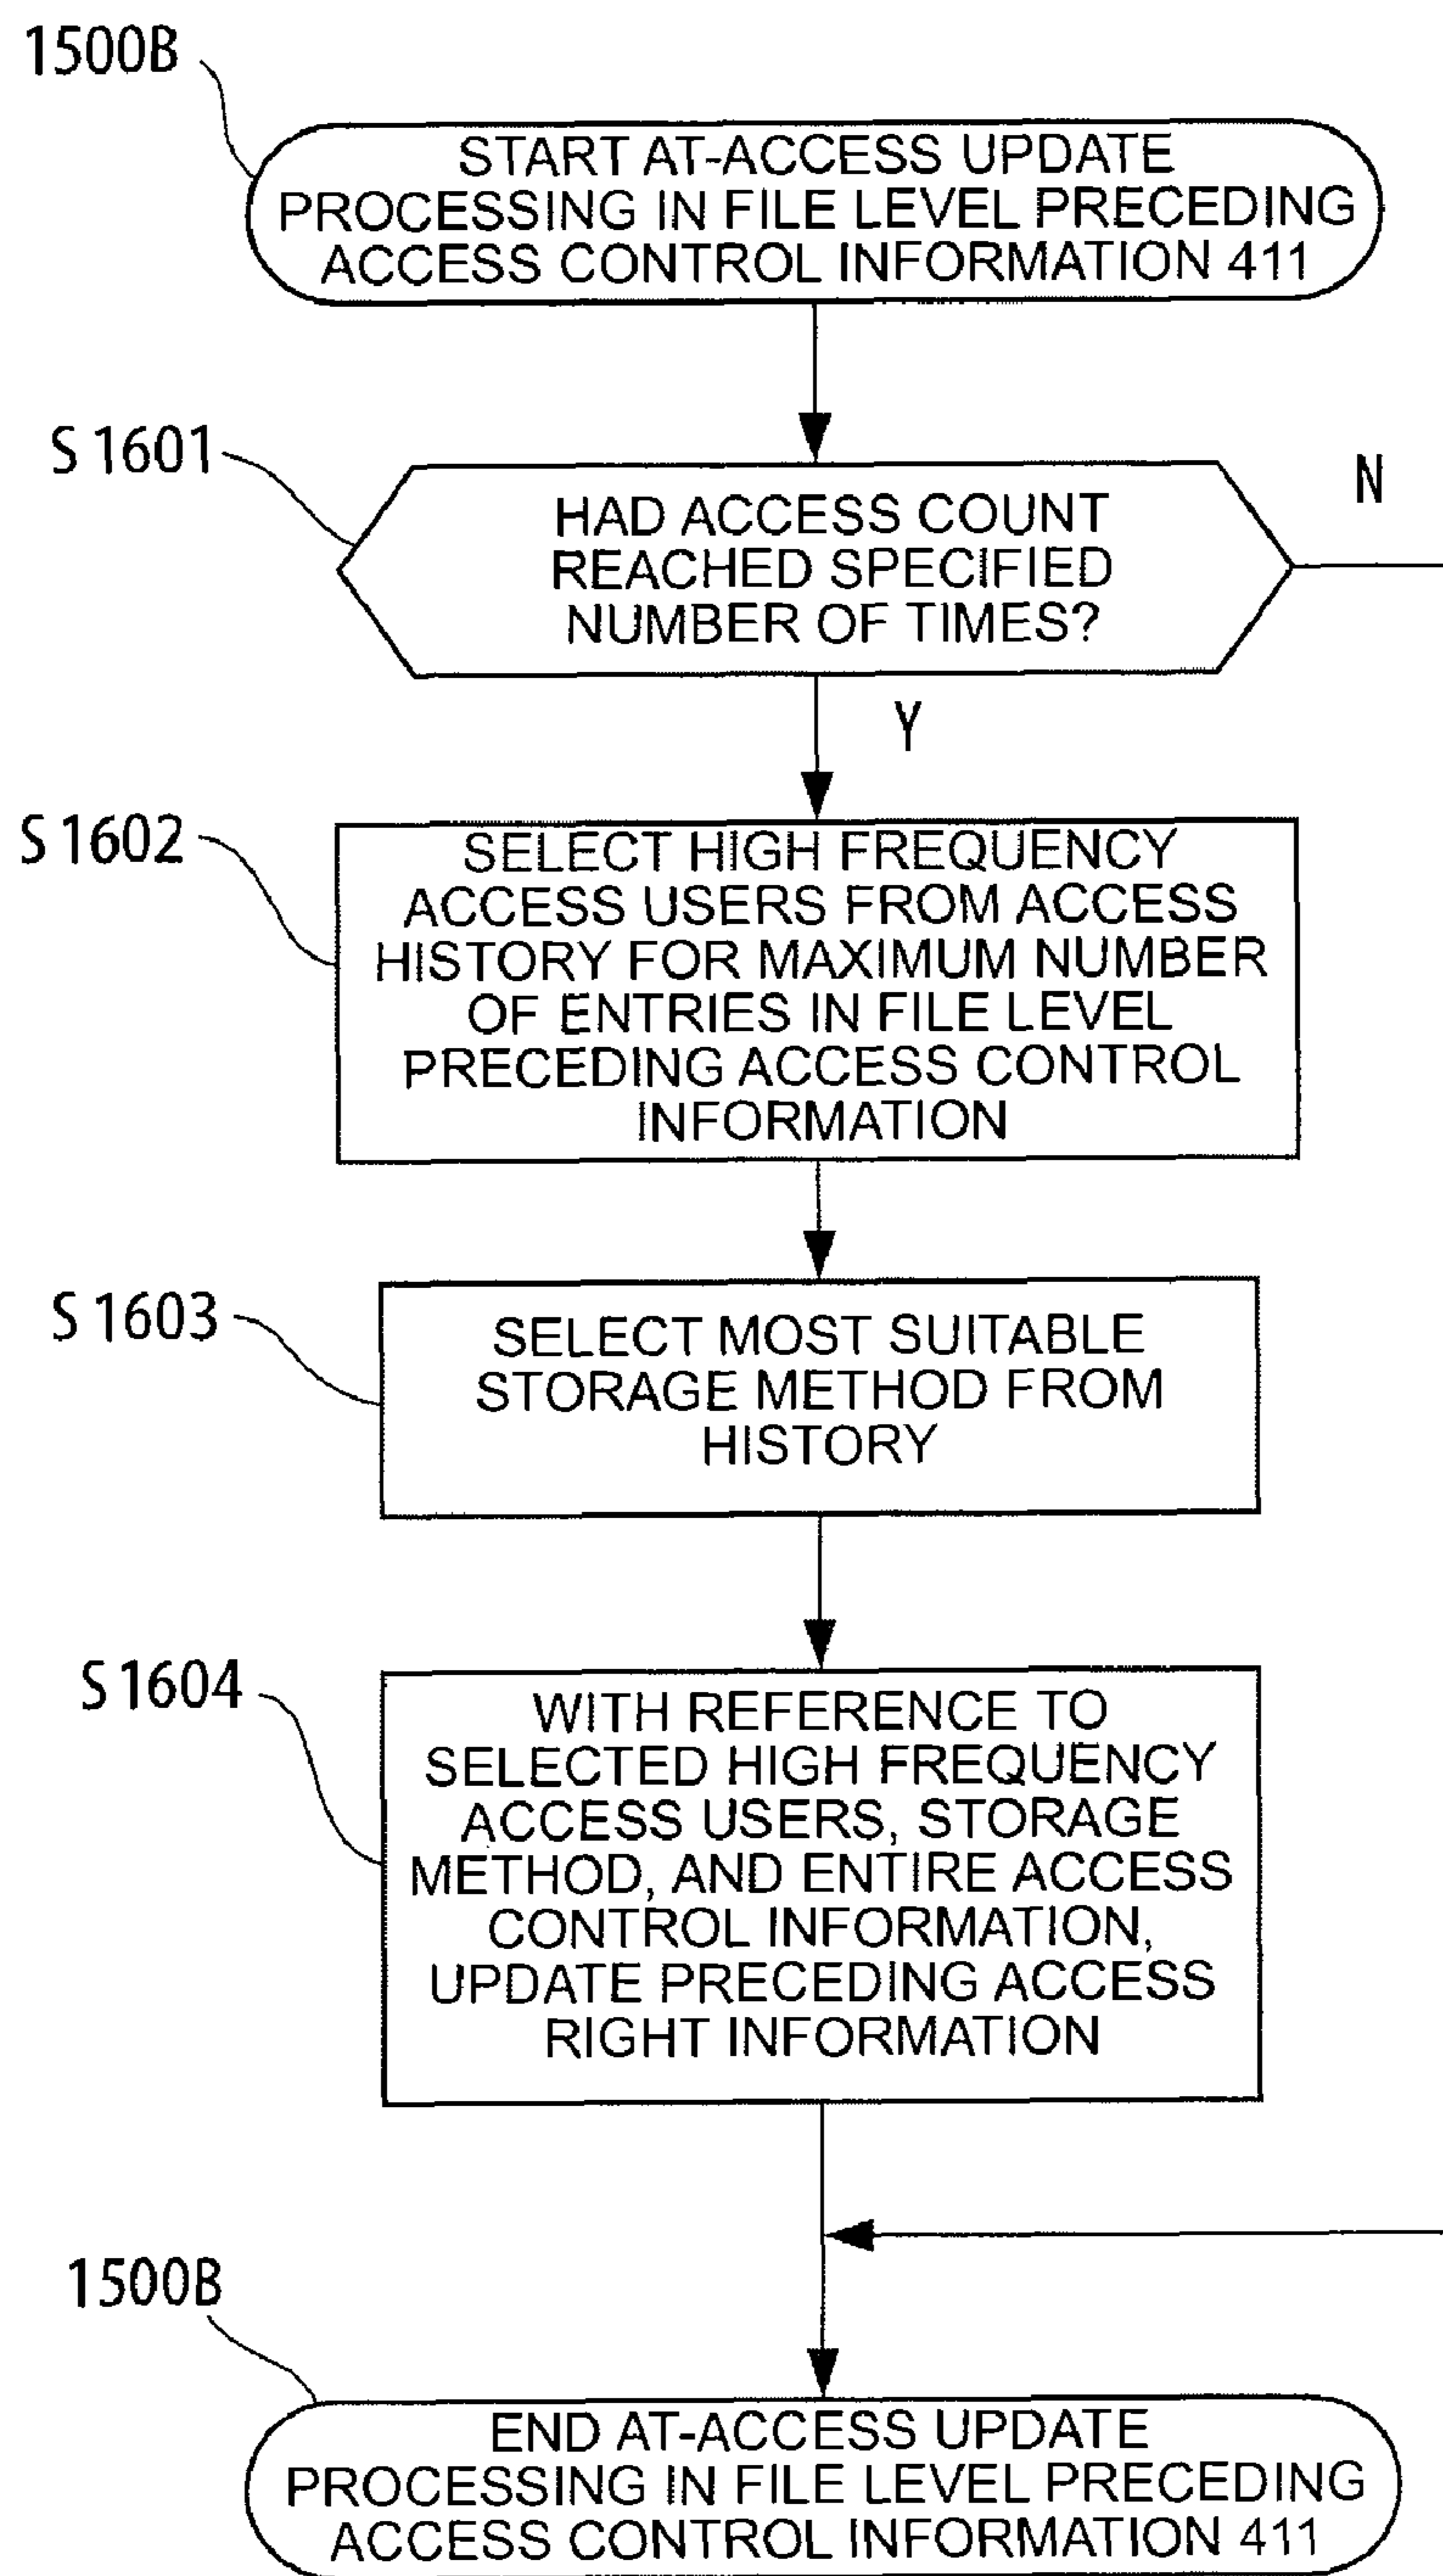 1500B
START AT-ACCESS UPDATE
PROCESSING IN FILE LEVEL PRECEDING
ACCESS CONTROL INFORMATION 411
S1601
HAD ACCESS COUNT
REACHED SPECIFIED
NUMBER OF TIMES?
N
Y
S1602
SELECT HIGH FREQUENCY
ACCESS USERS FROM ACCESS
HISTORY FOR MAXIMUM NUMBER
OF ENTRIES IN FILE LEVEL
PRECEDING ACCESS CONTROL
INFORMATION
S1603
SELECT MOST SUITABLE
STORAGE METHOD FROM
HISTORY
S1604
WITH REFERENCE TO
SELECTED HIGH FREQUENCY
ACCESS USERS, STORAGE
METHOD, AND ENTIRE ACCESS
CONTROL INFORMATION,
UPDATE PRECEDING ACCESS
RIGHT INFORMATION
1500B
END AT-ACCESS UPDATE
PROCESSING IN FILE LEVEL PRECEDING
ACCESS CONTROL INFORMATION 411